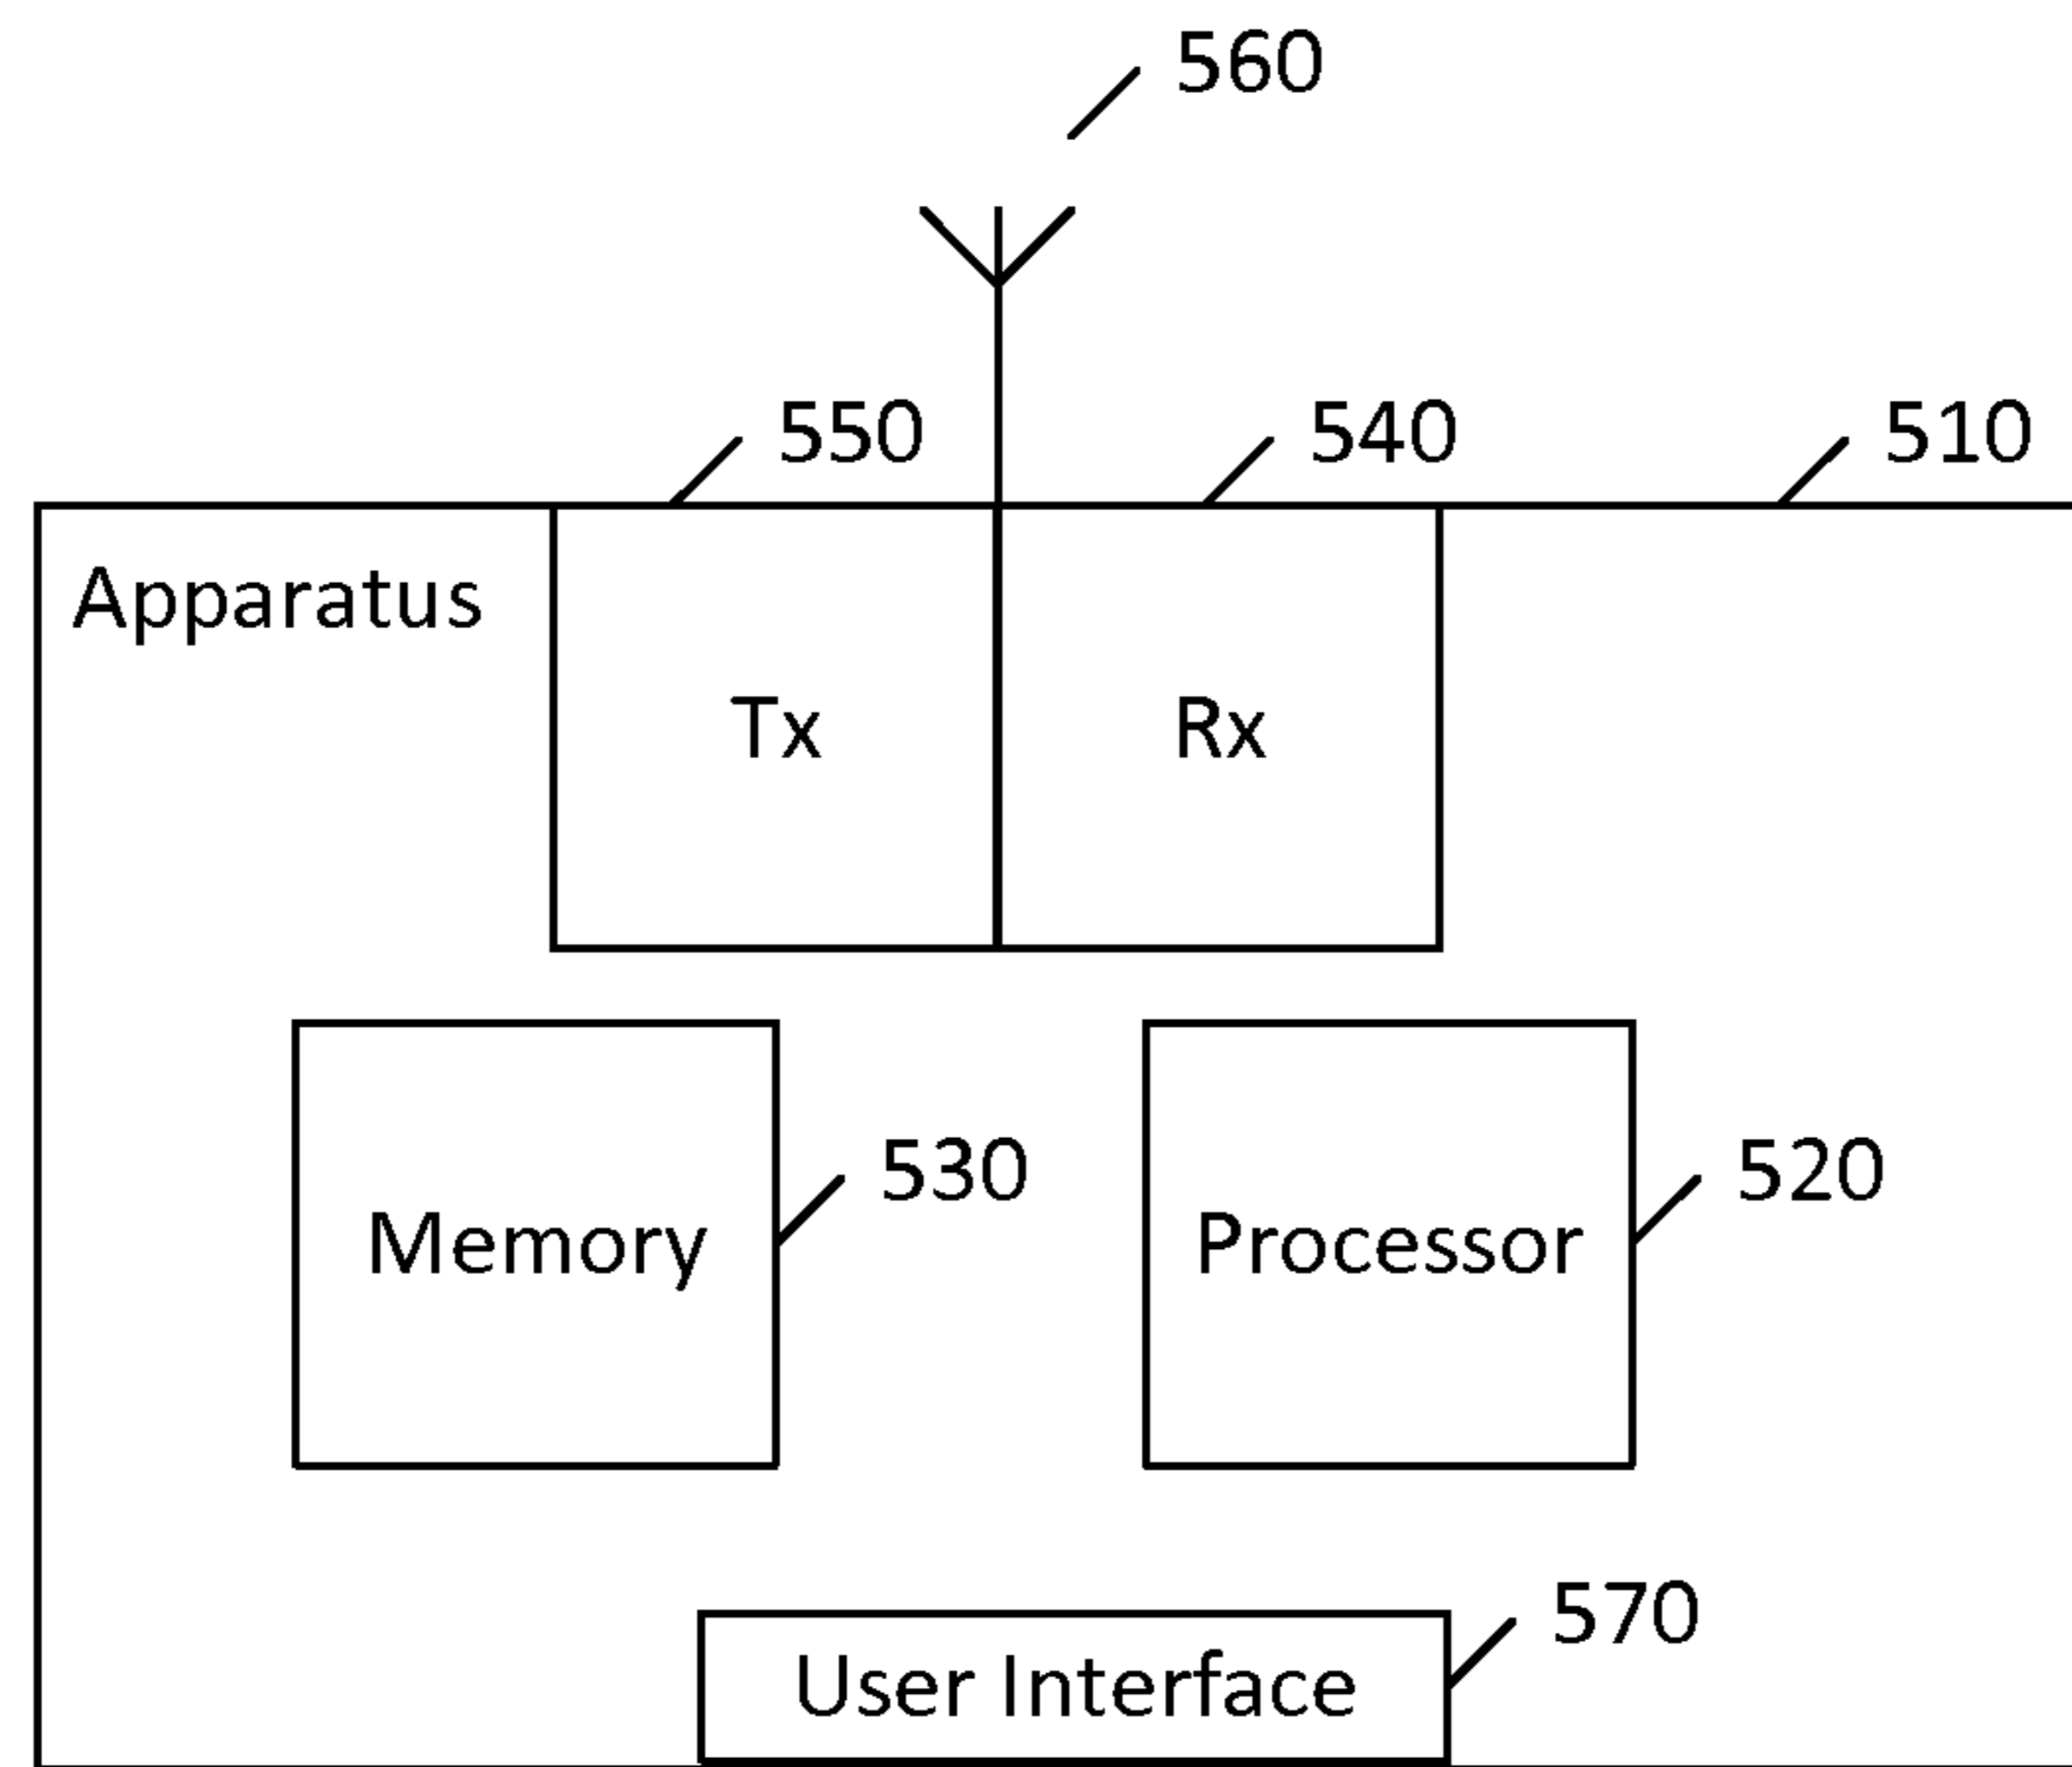 560
550
540
510
Apparatus
Tx
Rx
530
520
Memory
Processor
570
User Interface